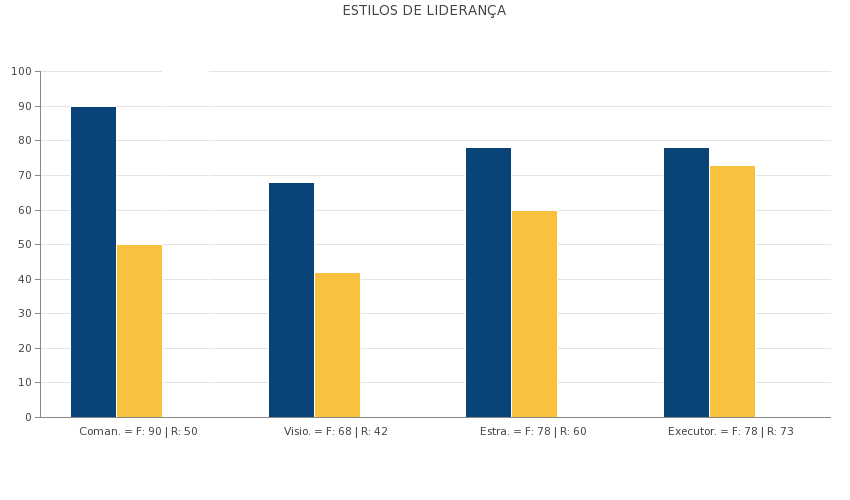 ESTILOS DE LIDERANÇA
100
90
80
70
60
50
40
30
20
10
0
Coman. = F: 90 | R: 50
Visio. = F: 68 | R: 42
Estra. = F: 78 | R: 60
Executor. = F: 78 | R: 73